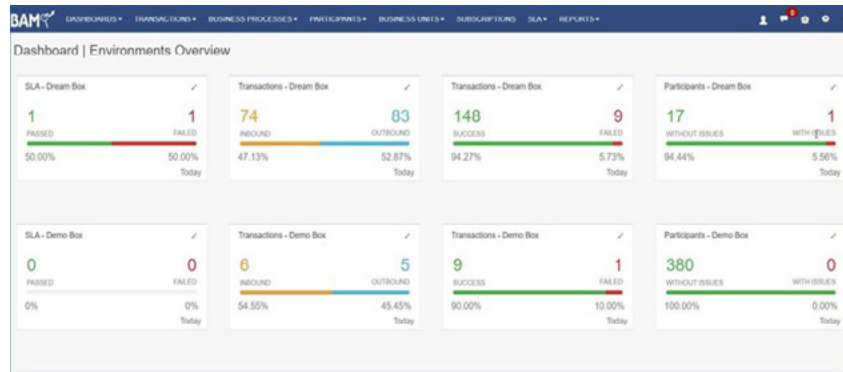 BAM DASHBOARDS TRANSACTIONS BUSINESS PROCESSES PARTICIPANTS BUSINESS UNITS SUBSCRIPTIONS SLA REPORTS 0
Dashboard | Environments Overview
SLA - Dream Box
1 1
PASSED FAILED
50.00% 50.00%
Today
Transactions - Dream Box
74 83
INBOUND OUTBOUND
47.13% 52.87%
Today
Transactions - Dream Box
148 9
SUCCESS FAILED
94.27% 5.73%
Today
Participants - Dream Box
17 1
WITHOUT ISSUES WITH ISSUES
94.44% 5.56%
Today
SLA - Demo Box
0 0
PASSED FAILED
0% 0%
Today
Transactions - Demo Box
6 5
INBOUND OUTBOUND
54.55% 45.45%
Today
Transactions - Demo Box
9 1
SUCCESS FAILED
90.00% 10.00%
Today
Participants - Demo Box
380 0
WITHOUT ISSUES WITH ISSUES
100.00% 0.00%
Today